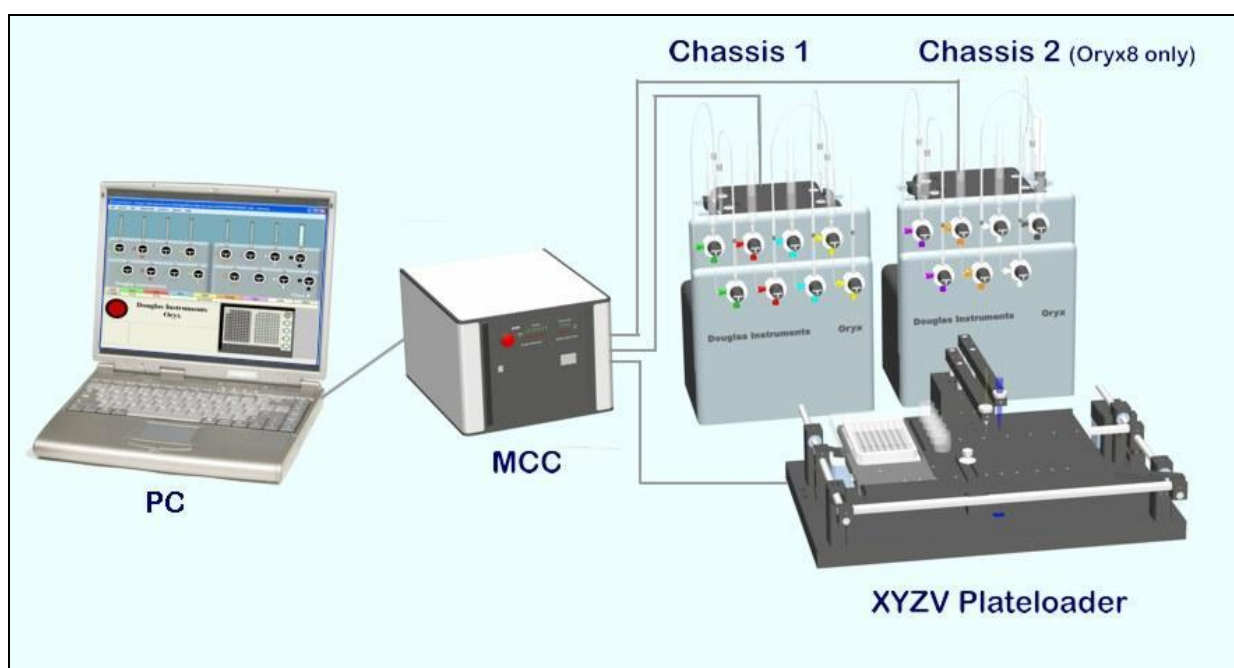 Chassis 1
Chassis 2 (Oryx8 only)
Douglas Instruments
Oryx
Douglas Instruments Oryx
Douglas Instruments Oryx
MCC
PC
XYZV Plateloader